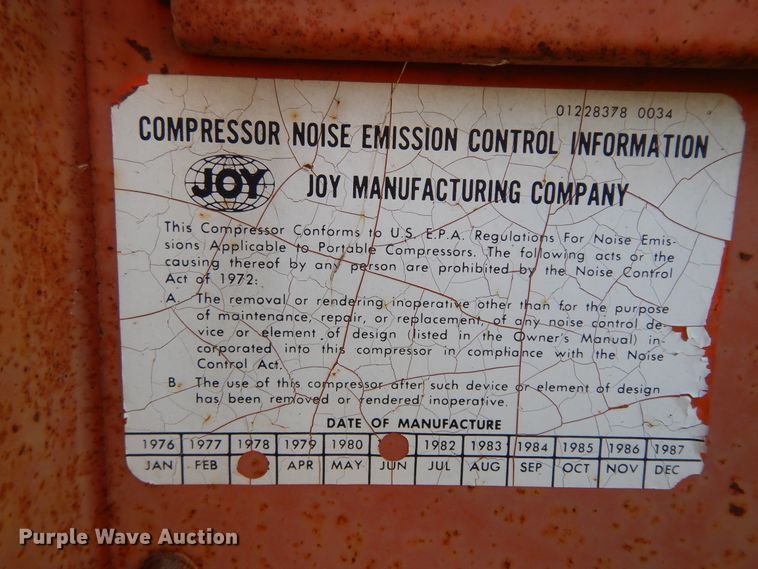 01228378 0034
COMPRESSOR NOISE EMISSION CONTROL INFORMATION
JOY JOY MANUFACTURING COMPANY
This Compressor Conforms to U.S. E.P.A. Regulations For Noise Emis-
sions Applicable to Portable Compressors. The following acts or the
causing thereof by any person are prohibited by the Noise Control
Act of 1972:
A. The removal or rendering inoperative other than for the purpose
of maintenance, repair, or replacement of any noise control de-
vice or element of design (listed in the Owner's Manual) in-
corporated into this compressor in compliance with the Noise
Control Act.
B. The use of this compressor after such device or element of design
has been removed or rendered inoperative.
DATE OF MANUFACTURE
1976 1977 1978 1979 1980 1982 1983 1984 1985 1986 1987
JAN FEB APR MAY JUN JUL AUG SEP OCT NOV DEC
Purple Wave Auction